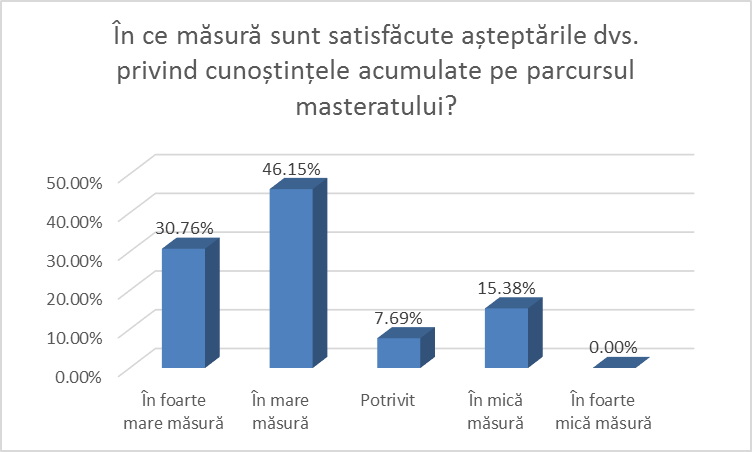 În ce măsură sunt satisfăcute așteptările dvs.
privind cunoștințele acumulate pe parcursul
masteratului?
50.00%
40.00%
30.00%
20.00%
10.00%
0.00%
30.76%
46.15%
7.69%
15.38%
0.00%
În foarte
mare măsură
În mare
măsură
Potrivit
În mică
măsură
În foarte
mică măsură